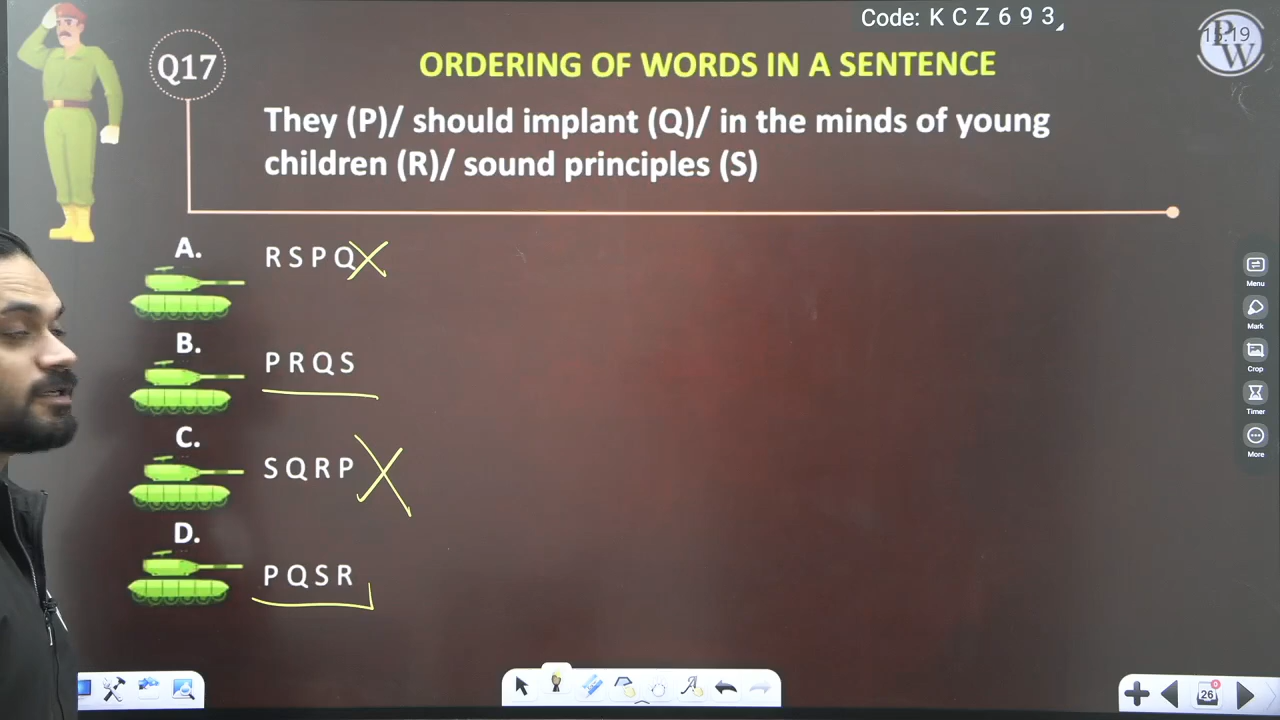 Code: K C Z 6 9 3
Q17
ORDERING OF WORDS IN A SENTENCE
They (P)/ should implant (Q)/ in the minds of young
children (R)/ sound principles (S)
A.
R S P Q
B.
P R Q S
C.
S Q R P
D.
P Q S R
Menu
Mark
Crop
Timer
More
26
0